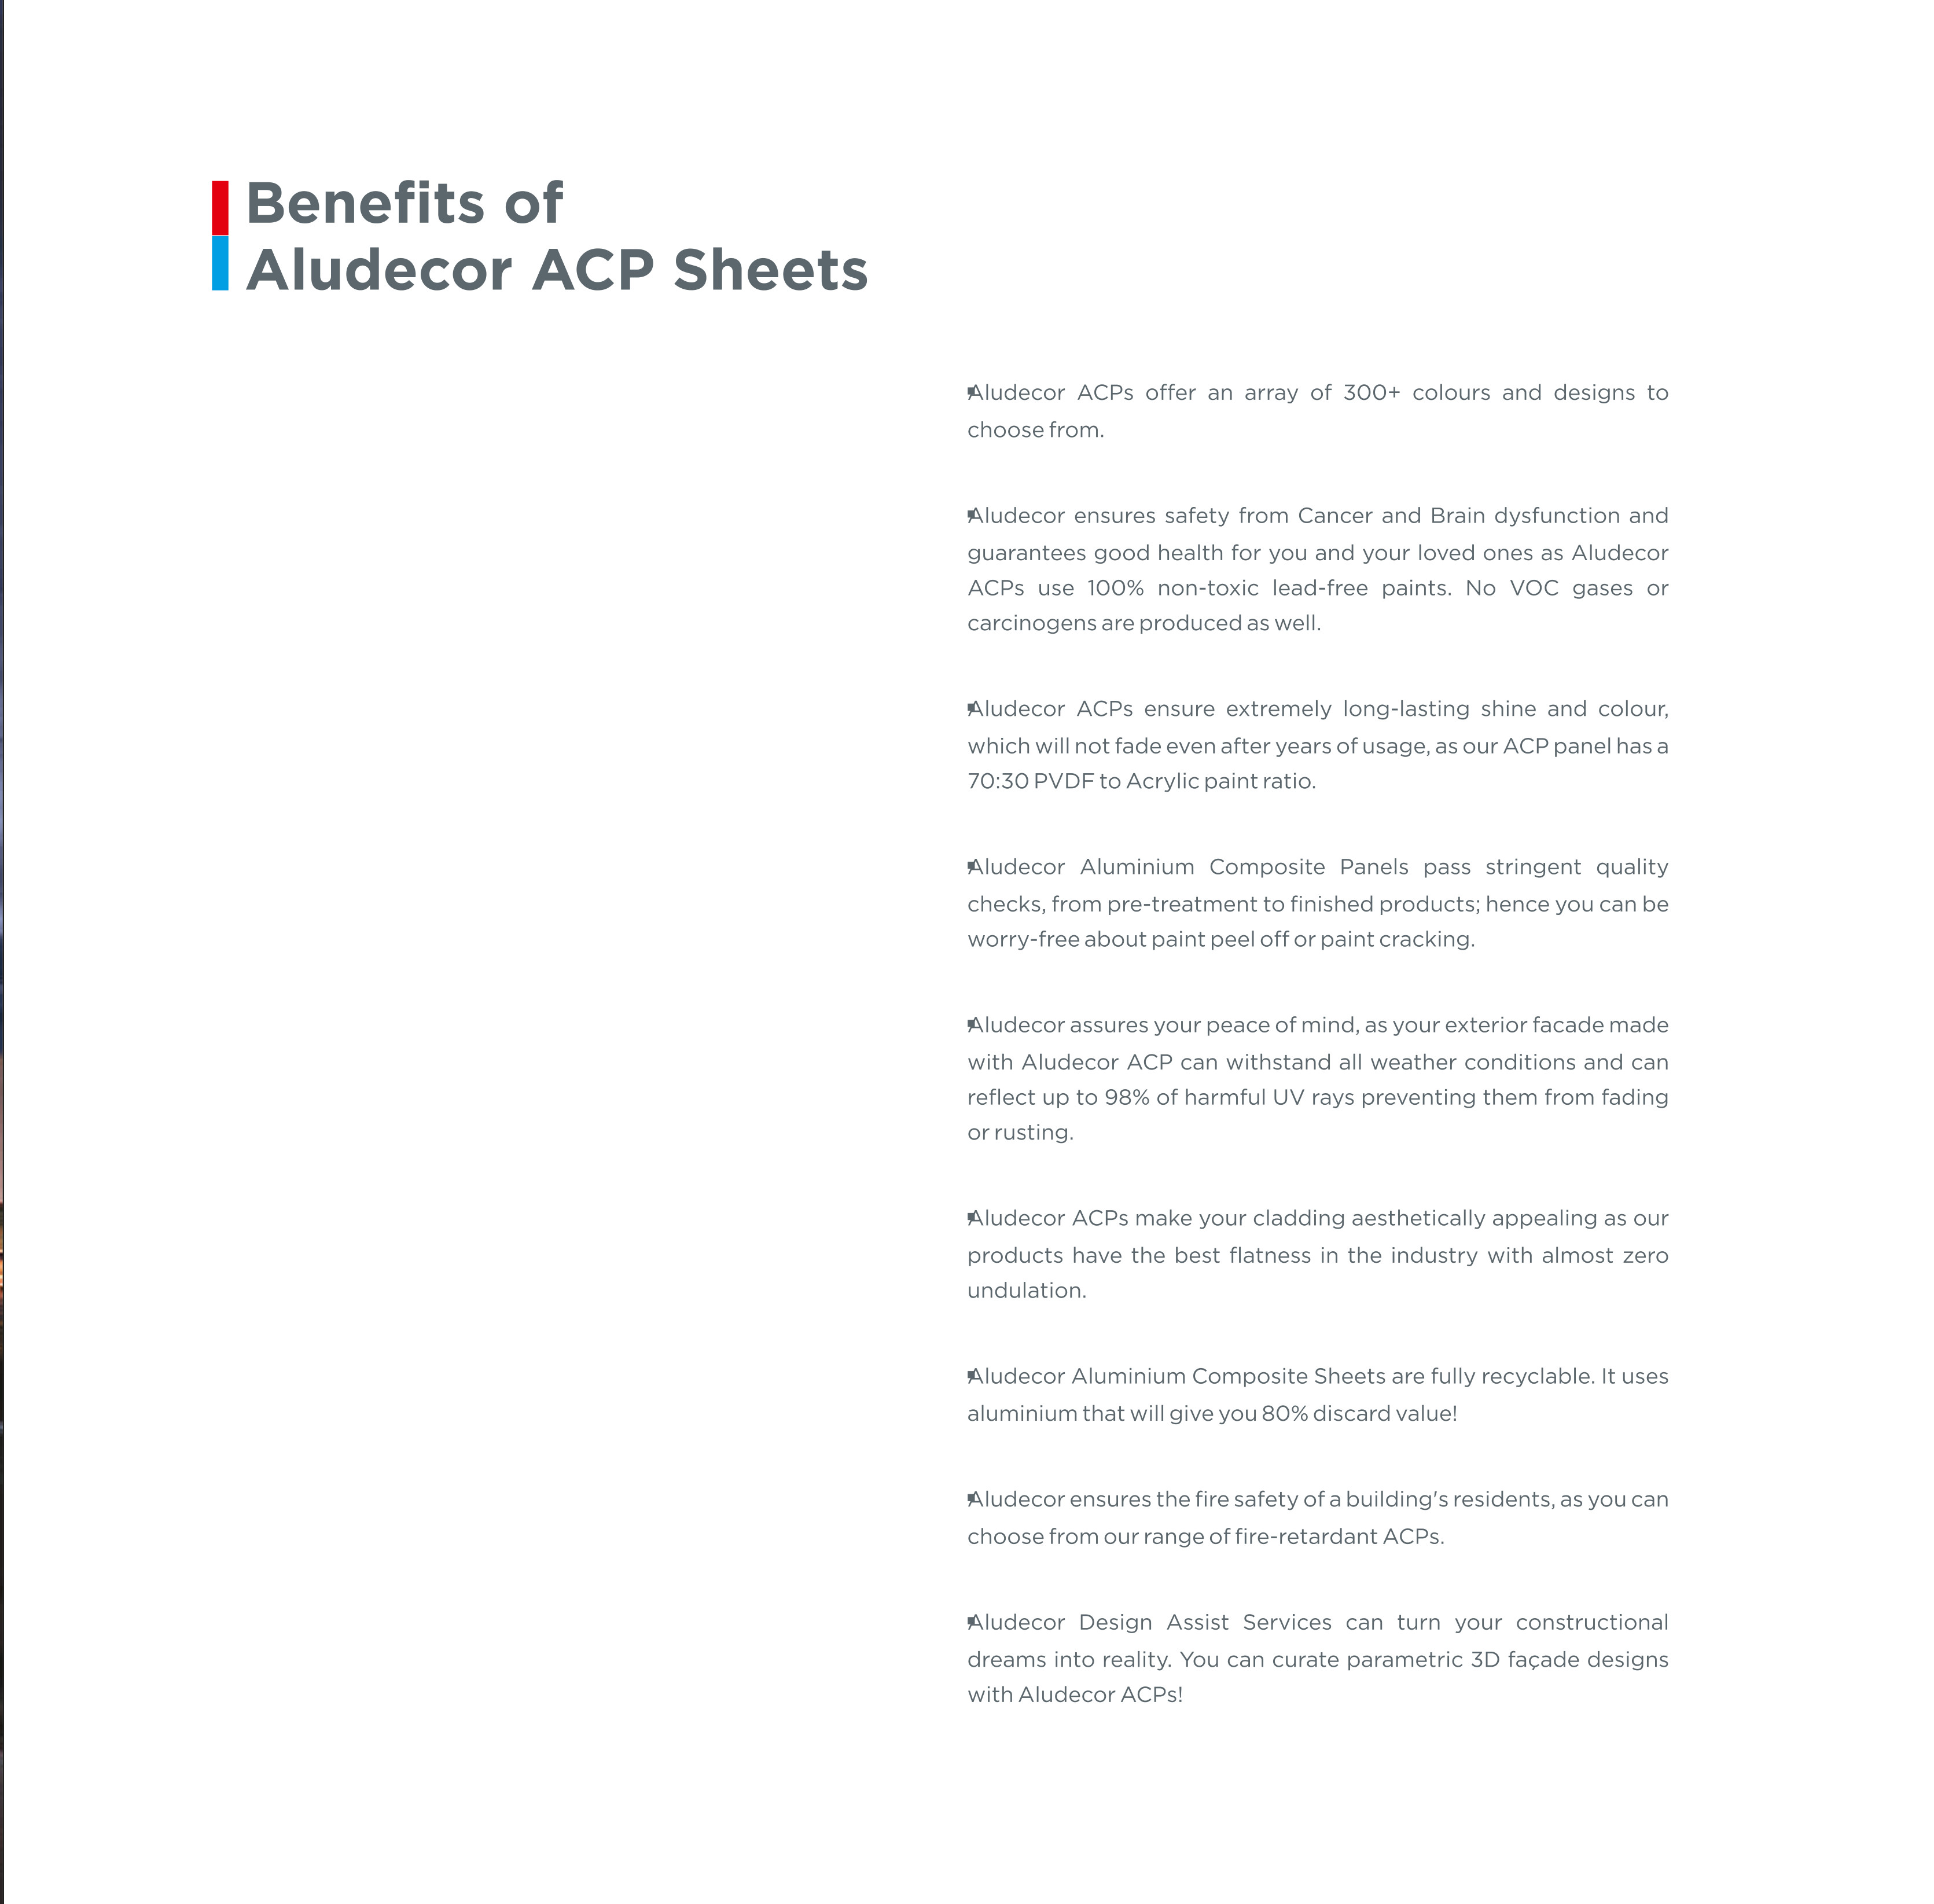 Benefits of
Aludecor ACP Sheets
▪Aludecor ACPs offer an array of 300+ colours and designs to
choose from.
▪Aludecor ensures safety from Cancer and Brain dysfunction and
guarantees good health for you and your loved ones as Aludecor
ACPs use 100% non-toxic lead-free paints. No VOC gases or
carcinogens are produced as well.
▪Aludecor ACPs ensure extremely long-lasting shine and colour,
which will not fade even after years of usage, as our ACP panel has a
70:30 PVDF to Acrylic paint ratio.
▪Aludecor Aluminium Composite Panels pass stringent quality
checks, from pre-treatment to finished products; hence you can be
worry-free about paint peel off or paint cracking.
▪Aludecor assures your peace of mind, as your exterior facade made
with Aludecor ACP can withstand all weather conditions and can
reflect up to 98% of harmful UV rays preventing them from fading
or rusting.
▪Aludecor ACPs make your cladding aesthetically appealing as our
products have the best flatness in the industry with almost zero
undulation.
▪Aludecor Aluminium Composite Sheets are fully recyclable. It uses
aluminium that will give you 80% discard value!
▪Aludecor ensures the fire safety of a building's residents, as you can
choose from our range of fire-retardant ACPs.
▪Aludecor Design Assist Services can turn your constructional
dreams into reality. You can curate parametric 3D façade designs
with Aludecor ACPs!